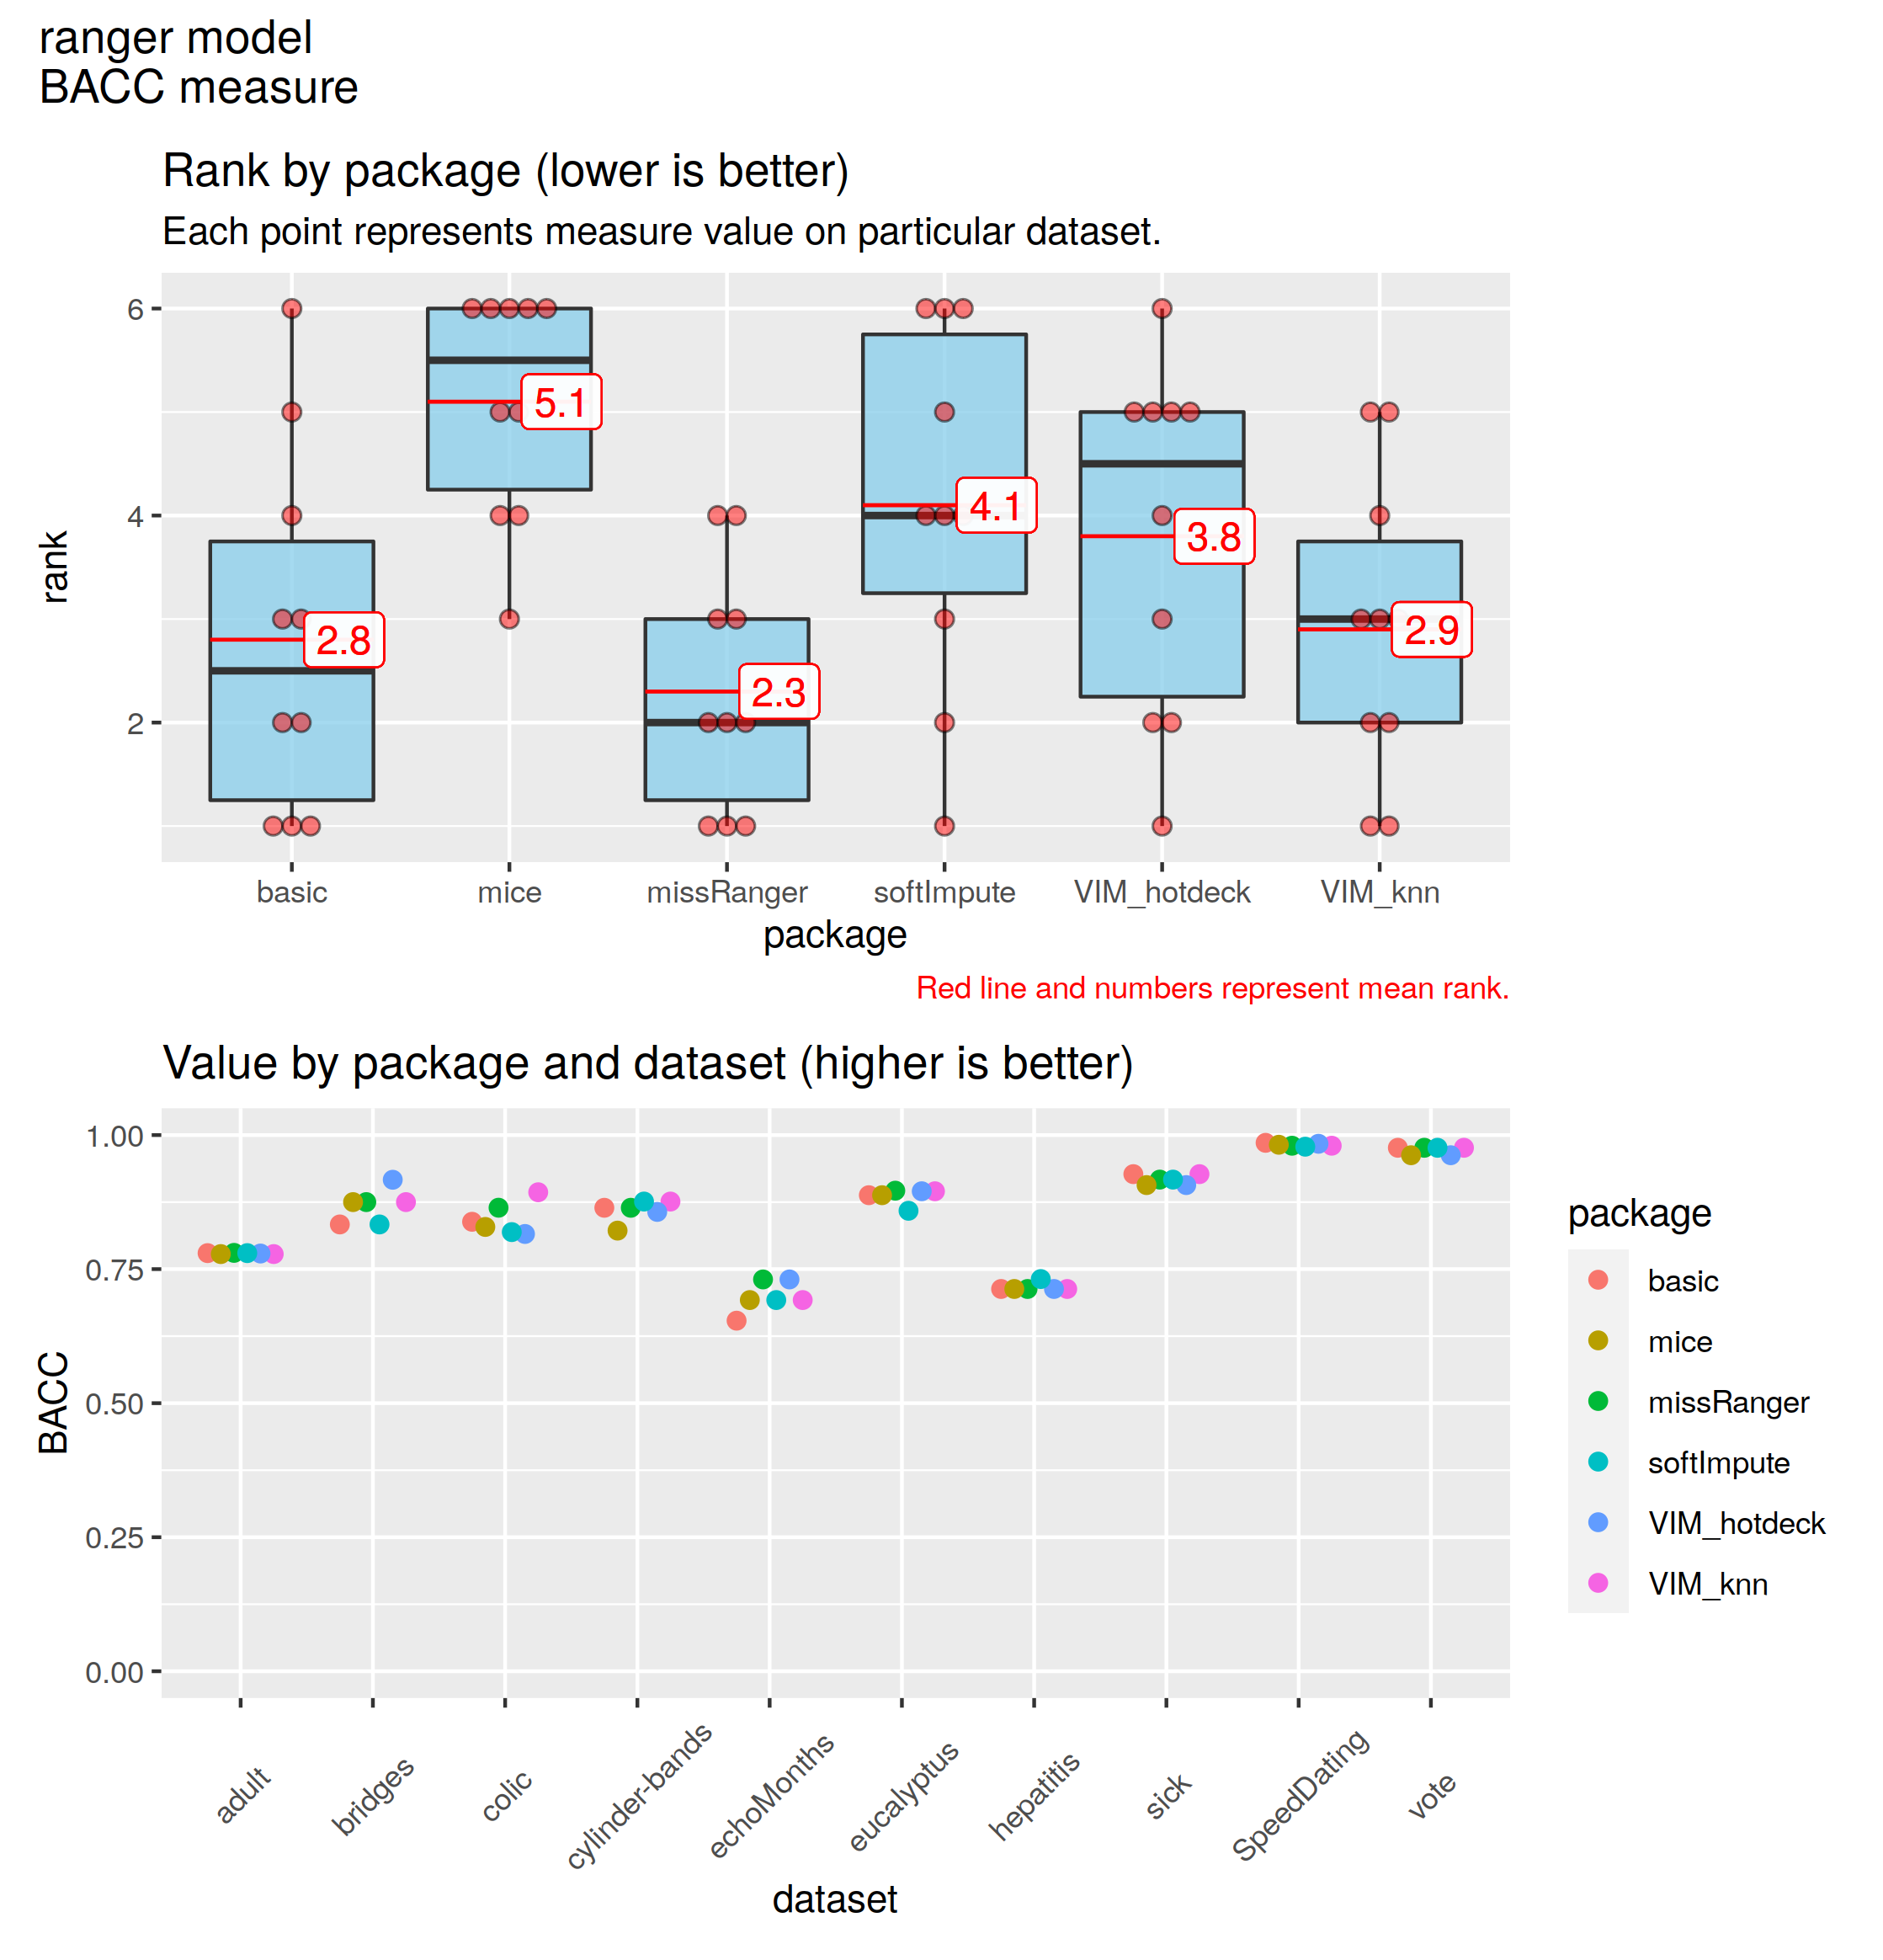 ranger model
BACC measure
Rank by package (lower is better)
Each point represents measure value on particular dataset.
rank
6
4
2
5.1
4.1
3.8
2.8
2.9
2.3
basic
mice
missRanger
softImpute
VIM_hotdeck
VIM_knn
package
Red line and numbers represent mean rank.
Value by package and dataset (higher is better)
BACC
1.00
0.75
0.50
0.25
0.00
adult
bridges
colic
cylinder-bands
echoMonths
eucalyptus
hepatitis
sick
SpeedDating
vote
dataset
package
basic
mice
missRanger
softImpute
VIM_hotdeck
VIM_knn